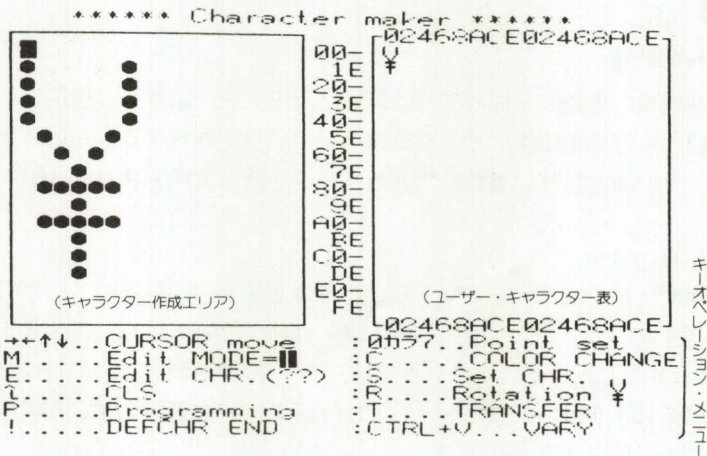 ****** Character maker ******
02468ACE02468ACE
00-
1E
20-
3E
40-
5E
60-
7E
80-
9E
A0-
BE
C0-
DE
E0-
FE
¥
(キャラクター作成エリア)
(ユーザー・キャラクター表)
02468ACE02468ACE
→←↑↓..CURSOR move
M.....Edit MODE=
E.....Edit CHR.(??)
.....CLS
P.....Programming
!.....DEFCHR END
:0カラ7..Point set
:C.....COLOR CHANGE
:S.....Set CHR.
:R.....Rotation ¥
:T.....TRANSFER
:CTRL+V...VARY
キーオペレーション・メニュー